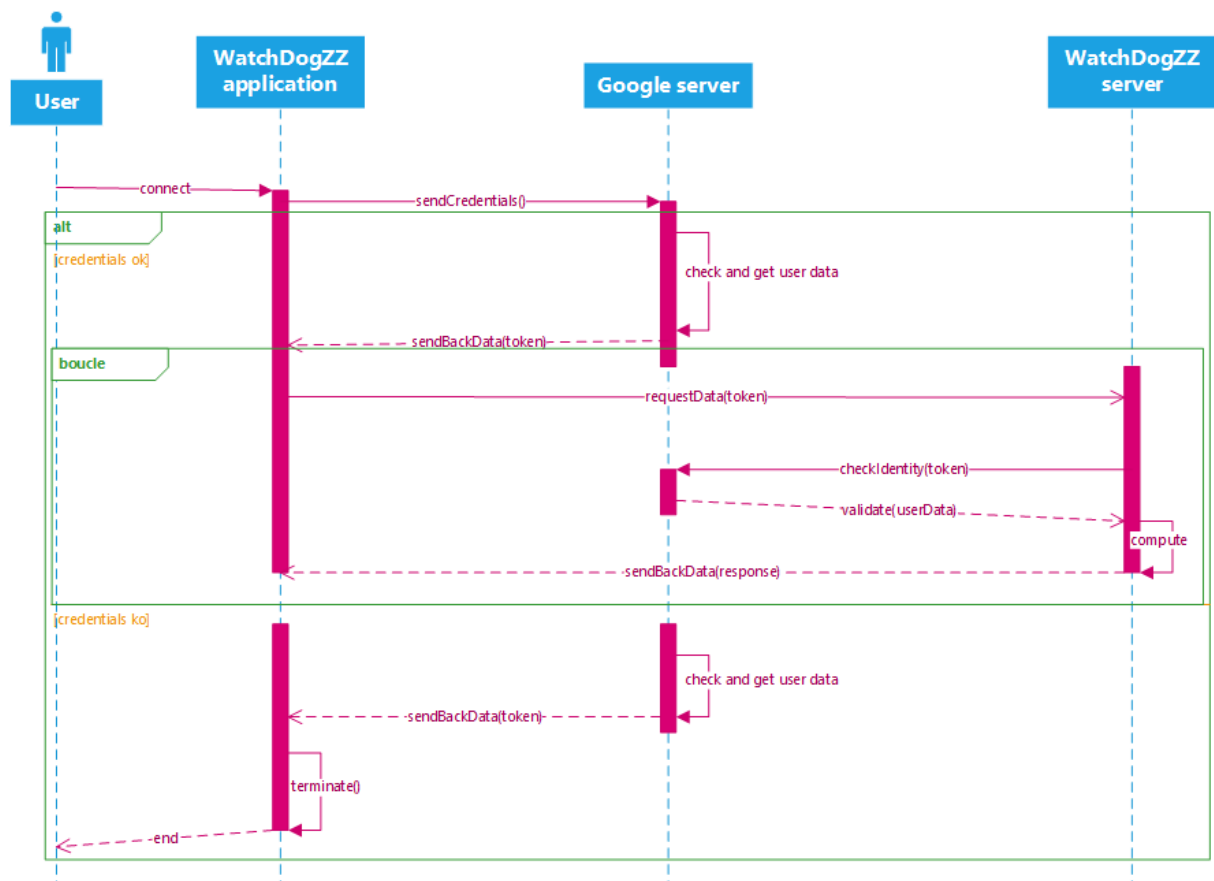 User
WatchDogZZ
application
Google server
WatchDogZZ
server
connect
sendCredentials()
alt
[credentials ok]
check and get user data
sendBackData(token)
boucle
requestData(token)
checkIdentity(token)
validate(userData)
compute
sendBackData(response)
[credentials ko]
check and get user data
sendBackData(token)
terminate()
end